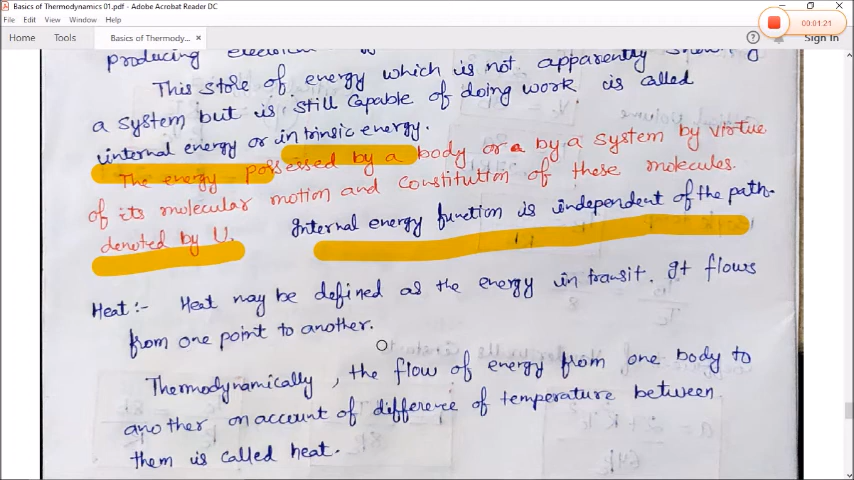 Basics of Thermodynamics 01.pdf - Adobe Acrobat Reader DC
File Edit View Window Help
00:01:21
Home Tools Basics of Thermody... × Sign In
producing
This store of energy which is not apparently
a system but is still capable of doing work is called
internal energy or intrinsic energy.
The energy possessed by a body or a by a system by virtue
of its molecular motion and constitution of these molecules.
denoted by U. Internal energy function is independent of the path.
Heat :- Heat may be defined as the energy in transit. It flows
from one point to another.
Thermodynamically, the flow of energy from one body to
another on account of difference of temperature between
them is called heat.